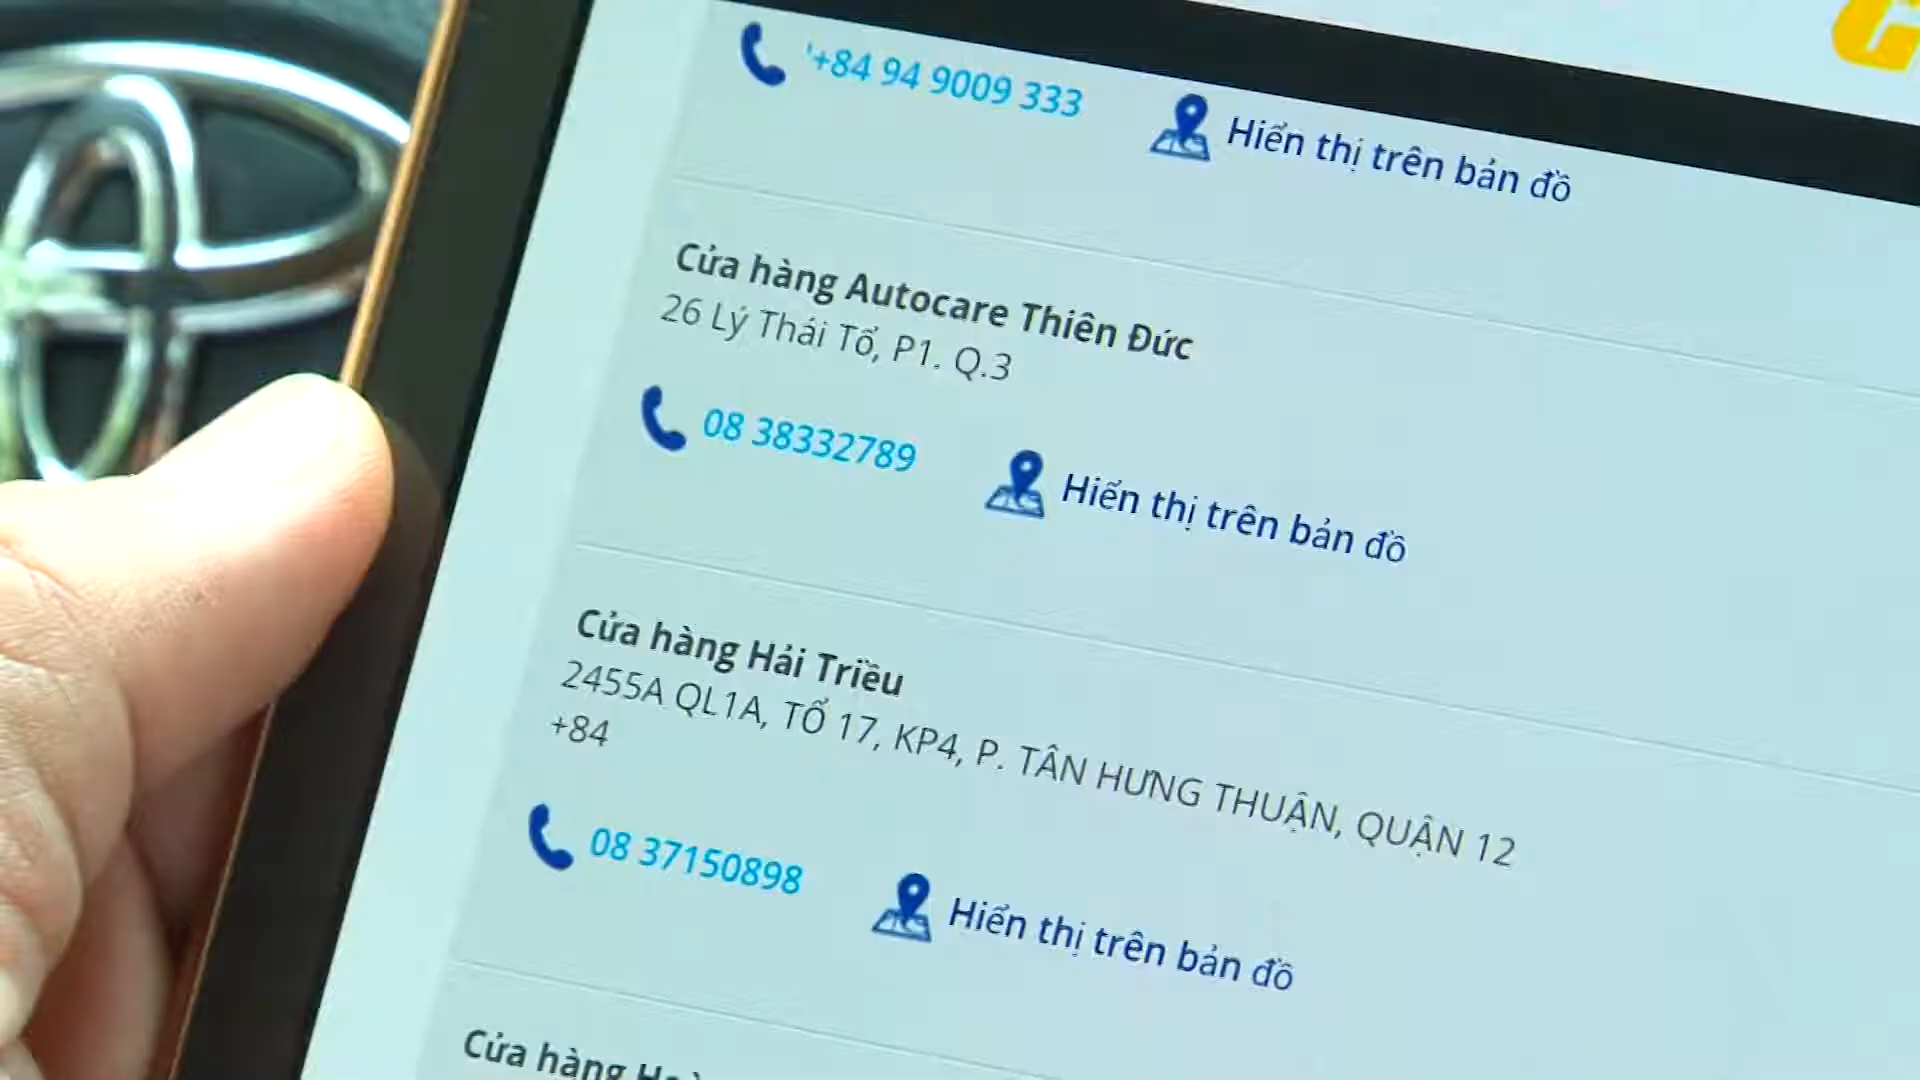 '+84 94 9009 333
Hiển thị trên bản đồ
Cửa hàng Autocare Thiên Đức
26 Lý Thái Tổ, P1. Q.3
08 38332789
Hiển thị trên bản đồ
Cửa hàng Hải Triều
2455A QL1A, TỔ 17, KP4, P. TÂN HƯNG THUẬN, QUẬN 12
+84
08 37150898
Hiển thị trên bản đồ
Cửa hàng